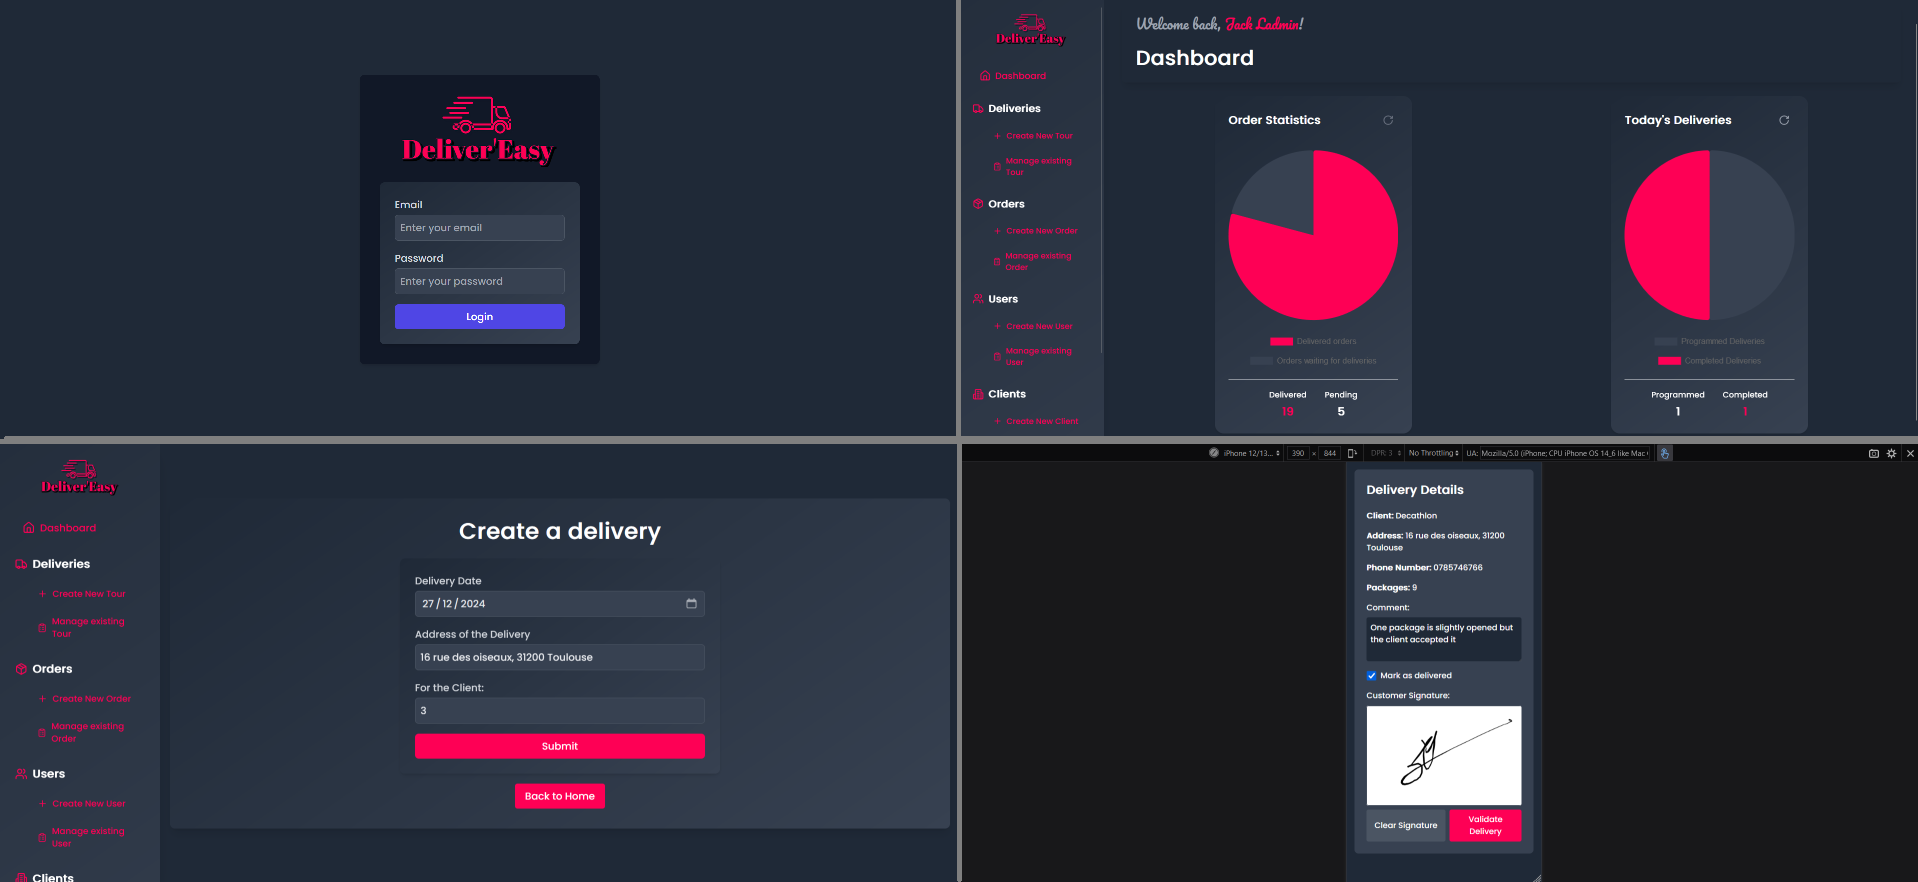 Deliver'Easy
Email
Enter your email
Password
Enter your password
Login
Deliver'Easy
Dashboard
Deliveries
Create New Tour
Manage existing
Tour
Orders
Create New Order
Manage existing
Order
Users
Create New User
Manage existing
User
Clients
Create New Client
Welcome back, Jack Ladmin!
Dashboard
Order Statistics
Delivered orders
Orders waiting for deliveries
Delivered Pending
19 5
Today's Deliveries
Programmed Deliveries
Completed Deliveries
Programmed Completed
1 1
Deliver'Easy
Dashboard
Deliveries
Create New Tour
Manage existing
Tour
Orders
Create New Order
Manage existing
Order
Users
Create New User
Manage existing
User
Clients
Create a delivery
Delivery Date
27 / 12 / 2024
Address of the Delivery
16 rue des oiseaux, 31200 Toulouse
For the Client:
3
Submit
Back to Home
iPhone 12/13... 390 × 844 DPR: 3 No Throttling UA: Mozilla/5.0 (iPhone; CPU iPhone OS 14_6 like Mac
Delivery Details
Client: Decathlon
Address: 16 rue des oiseaux, 31200
Toulouse
Phone Number: 0785746766
Packages: 9
Comment:
One package is slightly opened but
the client accepted it
Mark as delivered
Customer Signature:
Clear Signature
Validate
Delivery